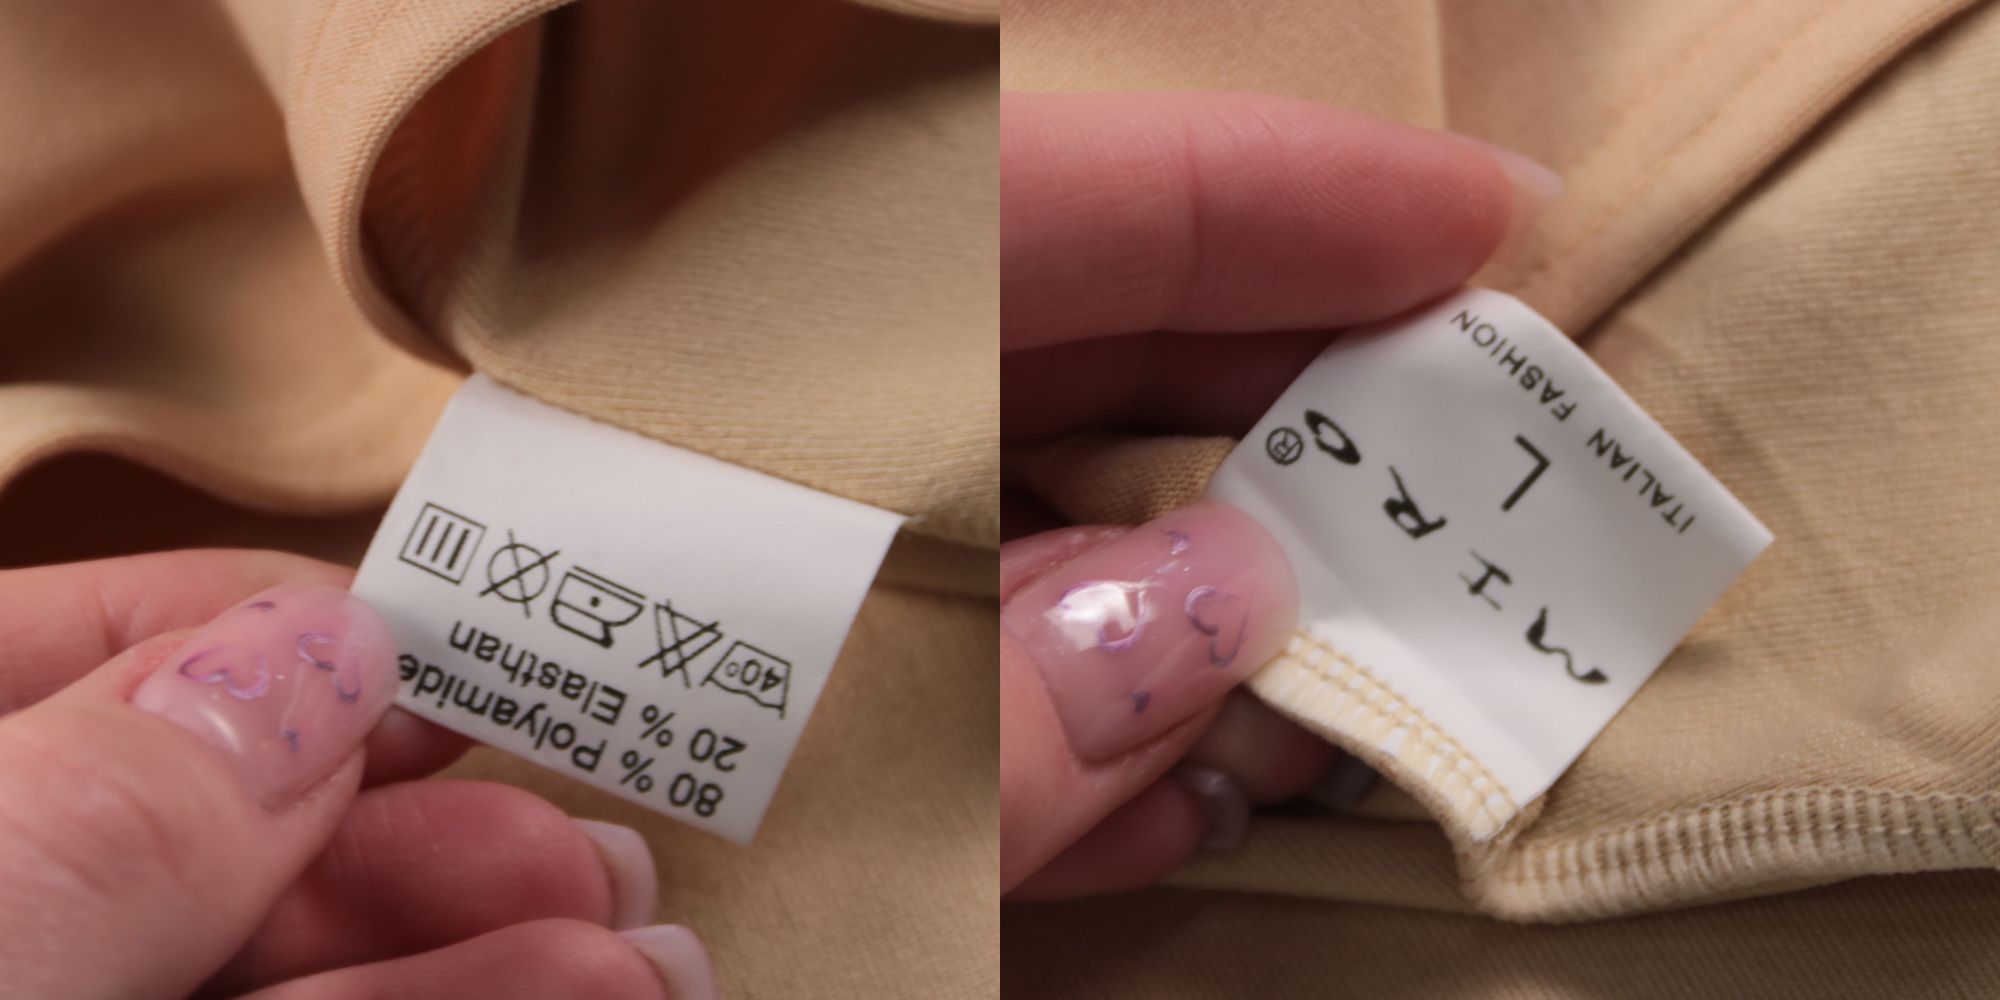 80 % Polyamide
20 % Elasthan
40°
MIRO®
L
ITALIAN FASHION